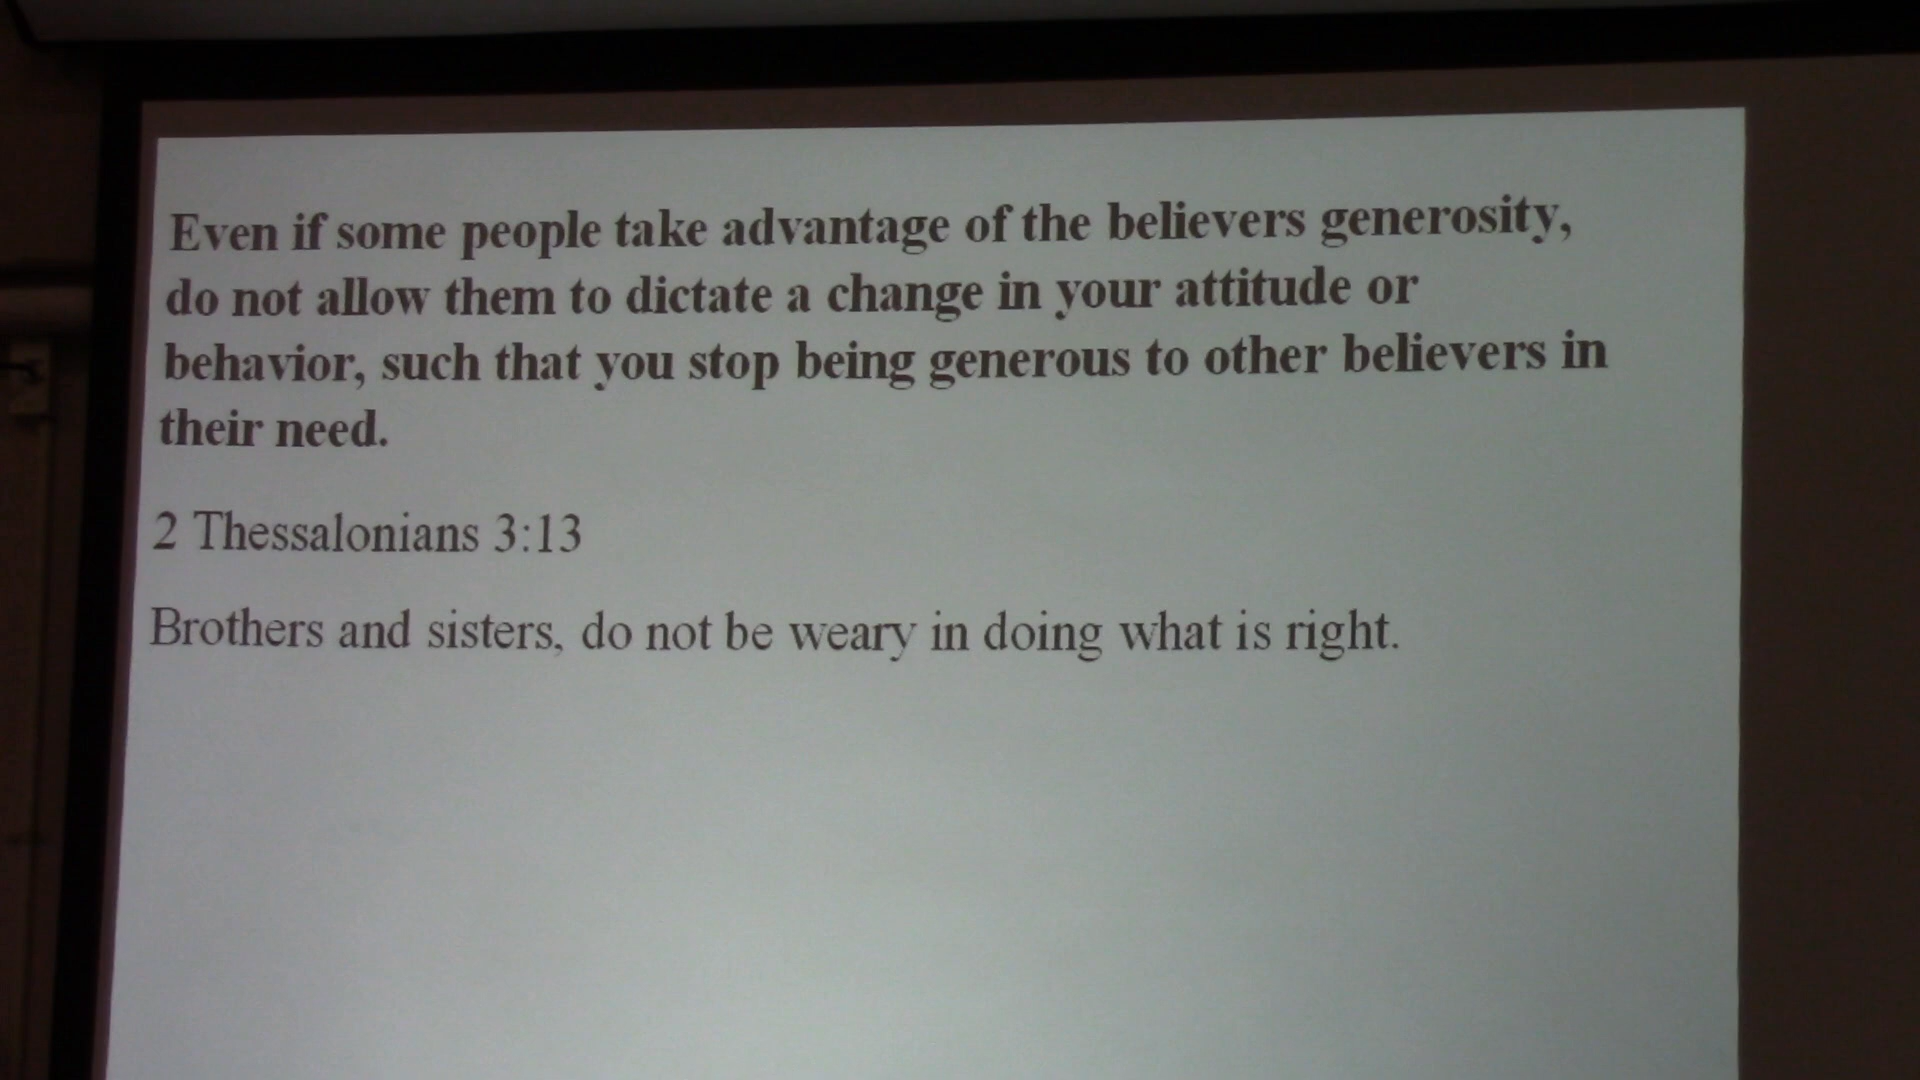 Even if some people take advantage of the believers generosity,
do not allow them to dictate a change in your attitude or
behavior, such that you stop being generous to other believers in
their need.
2 Thessalonians 3:13
Brothers and sisters, do not be weary in doing what is right.